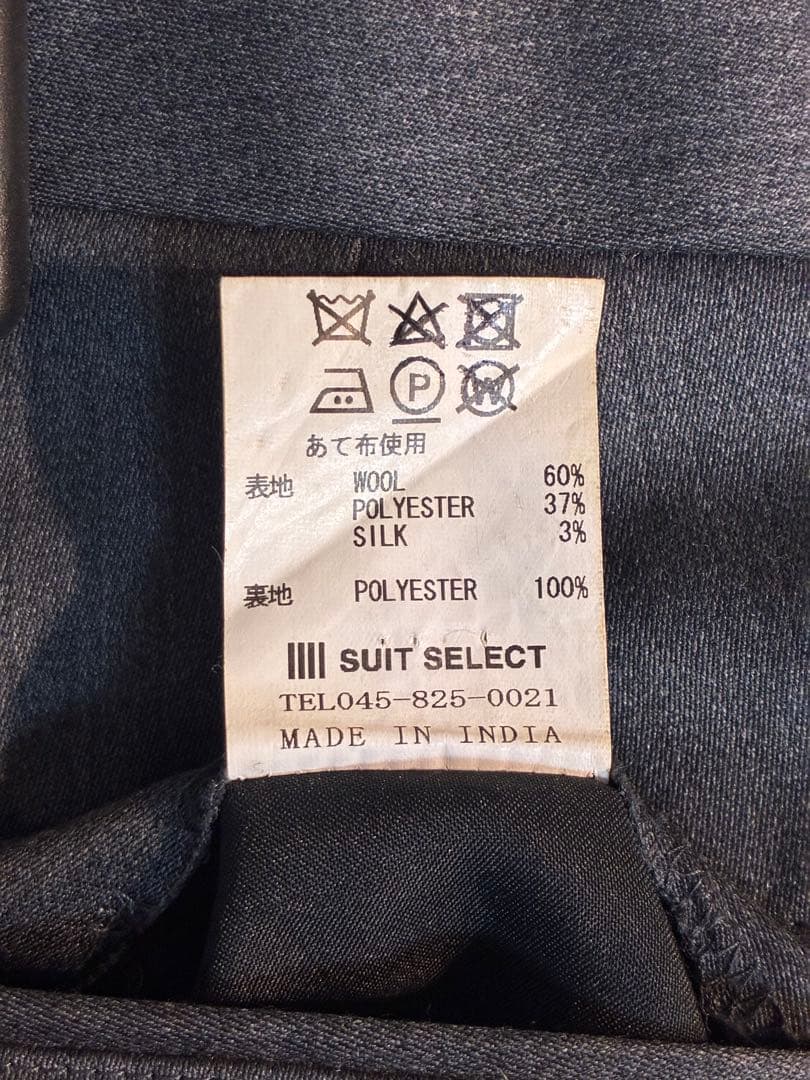 P W
あて布使用
表地 WOOL 60%
POLYESTER 37%
SILK 3%
裏地 POLYESTER 100%
SUIT SELECT
TEL045-825-0021
MADE IN INDIA